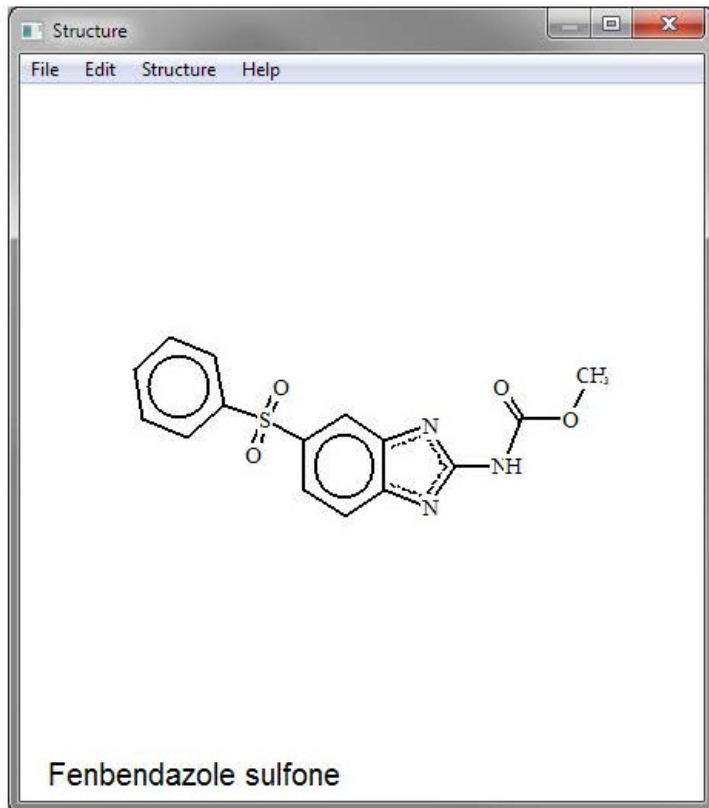 Structure
File Edit Structure Help
O
CH₃
O
N
S
O
O
NH
N
Fenbendazole sulfone